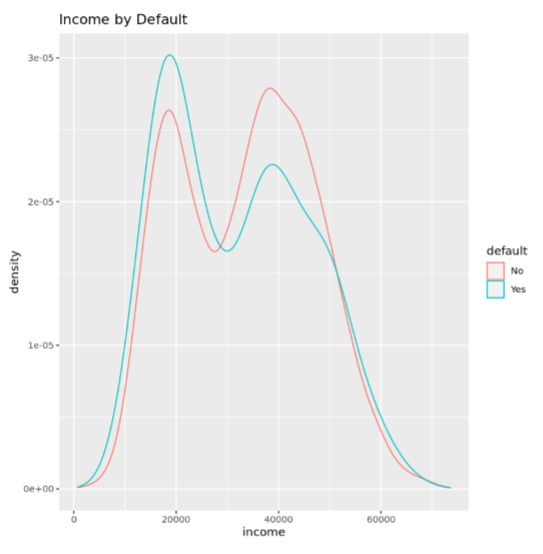 Income by Default
3e-05
2e-05
1e-05
0e+00
density
0 20000 40000 60000
income
default
No
Yes